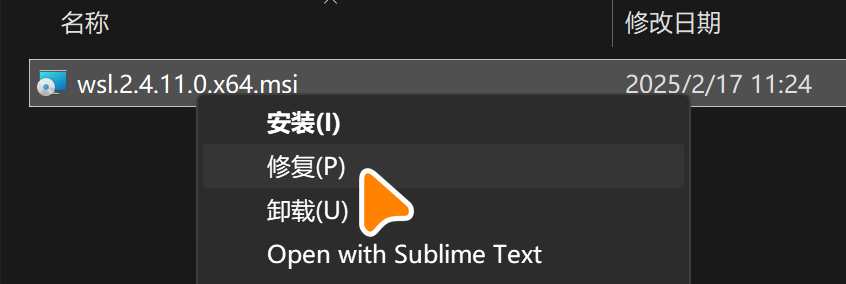 名称 修改日期
wsl.2.4.11.0.x64.msi 2025/2/17 11:24
安装(I)
修复(P)
卸载(U)
Open with Sublime Text